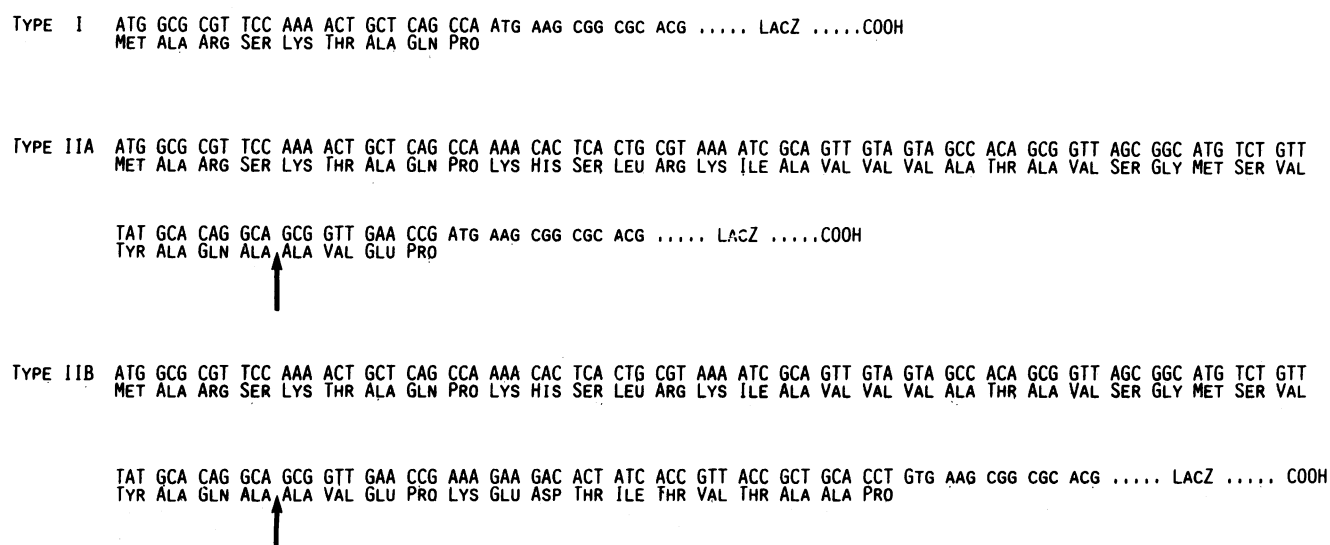 TYPE I ATG GCG CGT TCC AAA ACT GCT CAG CCA ATG AAG CGG CGC ACG ..... LACZ .....COOH
MET ALA ARG SER LYS THR ALA GLN PRO
TYPE IIA ATG GCG CGT TCC AAA ACT GCT CAG CCA AAA CAC TCA CTG CGT AAA ATC GCA GTT GTA GTA GCC ACA GCG GTT AGC GGC ATG TCT GTT
MET ALA ARG SER LYS THR ALA GLN PRO LYS HIS SER LEU ARG LYS ILE ALA VAL VAL VAL ALA THR ALA VAL SER GLY MET SER VAL
TAT GCA CAG GCA GCG GTT GAA CCG ATG AAG CGG CGC ACG ..... LACZ .....COOH
TYR ALA GLN ALA ALA VAL GLU PRO
TYPE IIB ATG GCG CGT TCC AAA ACT GCT CAG CCA AAA CAC TCA CTG CGT AAA ATC GCA GTT GTA GTA GCC ACA GCG GTT AGC GGC ATG TCT GTT
MET ALA ARG SER LYS THR ALA GLN PRO LYS HIS SER LEU ARG LYS ILE ALA VAL VAL VAL ALA THR ALA VAL SER GLY MET SER VAL
TAT GCA CAG GCA GCG GTT GAA CCG AAA GAA GAC ACT ATC ACC GTT ACC GCT GCA CCT GTG AAG CGG CGC ACG ..... LACZ ..... COOH
TYR ALA GLN ALA ALA VAL GLU PRO LYS GLU ASP THR ILE THR VAL THR ALA ALA PRO